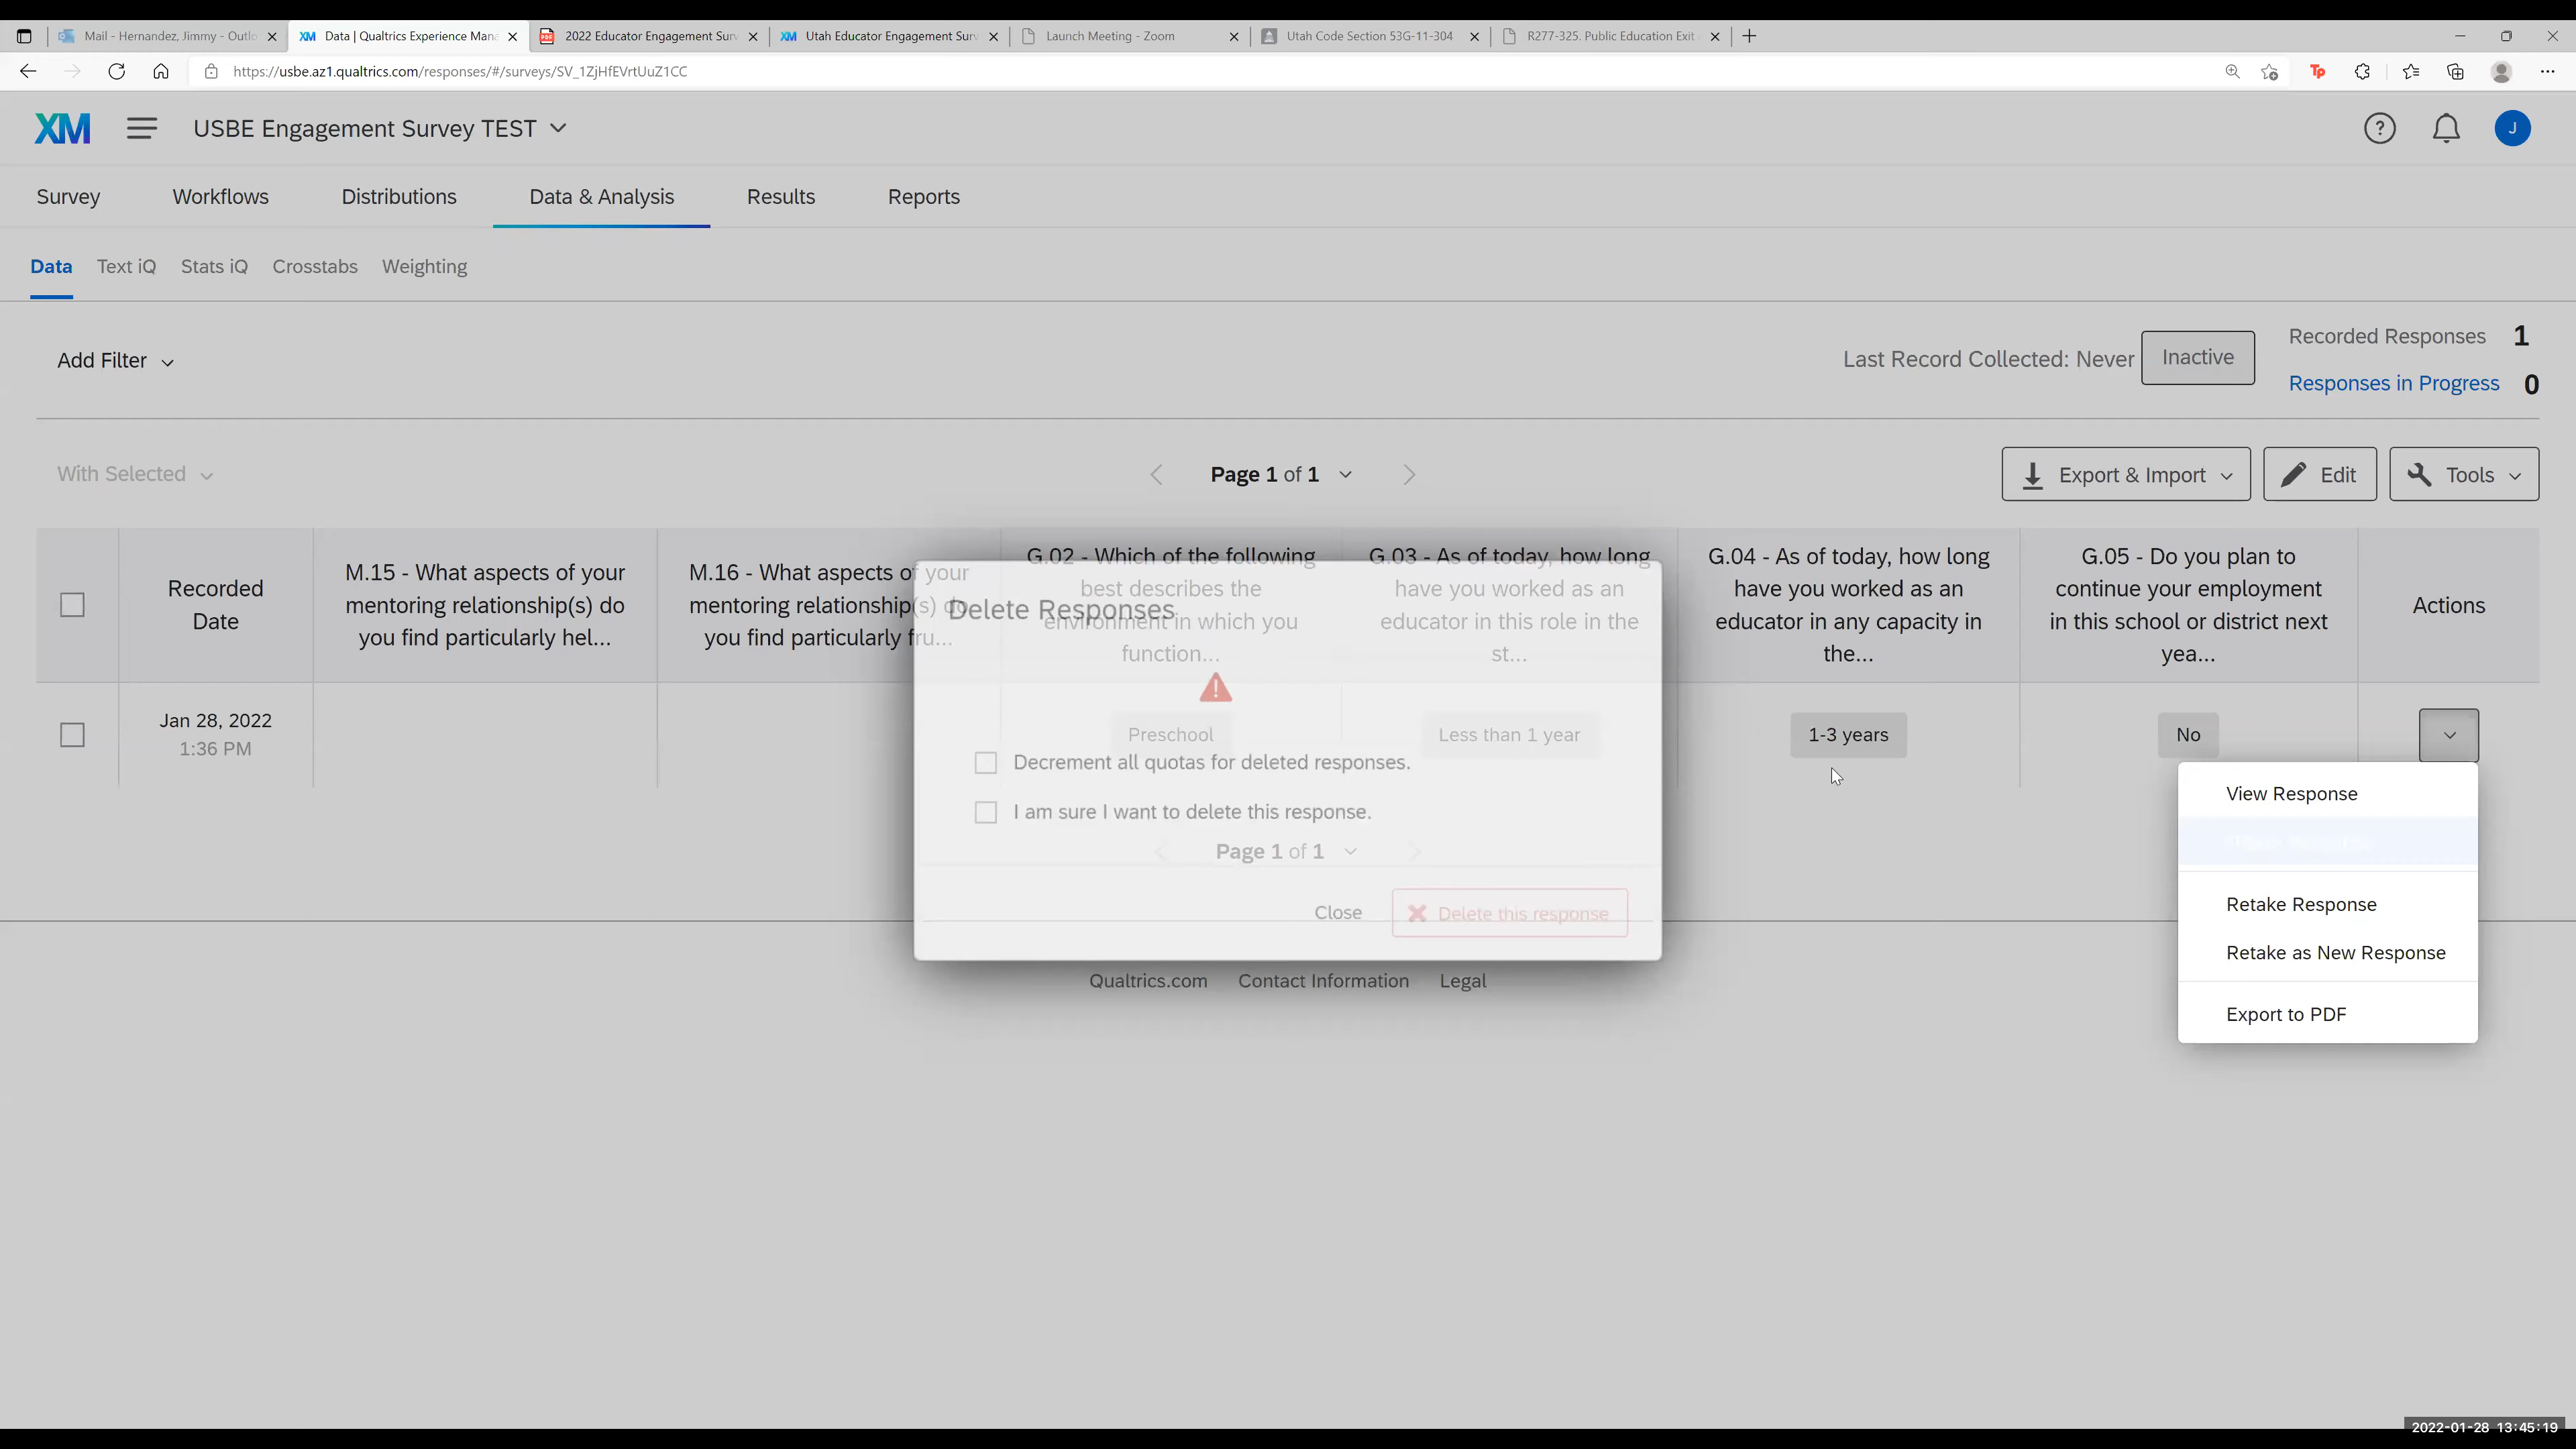 Mail - Hernandez, Jimmy - Outlo
Data | Qualtrics Experience Mana
2022 Educator Engagement Surv
Utah Educator Engagement Surv
Launch Meeting - Zoom
Utah Code Section 53G-11-304
R277-325. Public Education Exit
https://usbe.az1.qualtrics.com/responses/#/surveys/SV_1ZjHfEVrtUuZ1CC
XM
USBE Engagement Survey TEST
J
Survey
Workflows
Distributions
Data & Analysis
Results
Reports
Data
Text iQ
Stats iQ
Crosstabs
Weighting
Add Filter
Last Record Collected: Never
Inactive
Recorded Responses 1
Responses in Progress 0
With Selected
Page 1 of 1
Export & Import
Edit
Tools
Recorded
Date
M.15 - What aspects of your
mentoring relationship(s) do
you find particularly hel...
M.16 - What aspects of your
mentoring relationship(s) do
you find particularly fru...
G.02 - Which of the following
best describes the
environment in which you
function...
G.03 - As of today, how long
have you worked as an
educator in this role in the
st...
G.04 - As of today, how long
have you worked as an
educator in any capacity in
the...
G.05 - Do you plan to
continue your employment
in this school or district next
yea...
Actions
Jan 28, 2022
1:36 PM
Preschool
Less than 1 year
1-3 years
No
Delete Responses
Decrement all quotas for deleted responses.
I am sure I want to delete this response.
Page 1 of 1
Close
Delete this response
View Response
Retake Response
Retake as New Response
Export to PDF
Qualtrics.com
Contact Information
Legal
2022-01-28 13:45:19